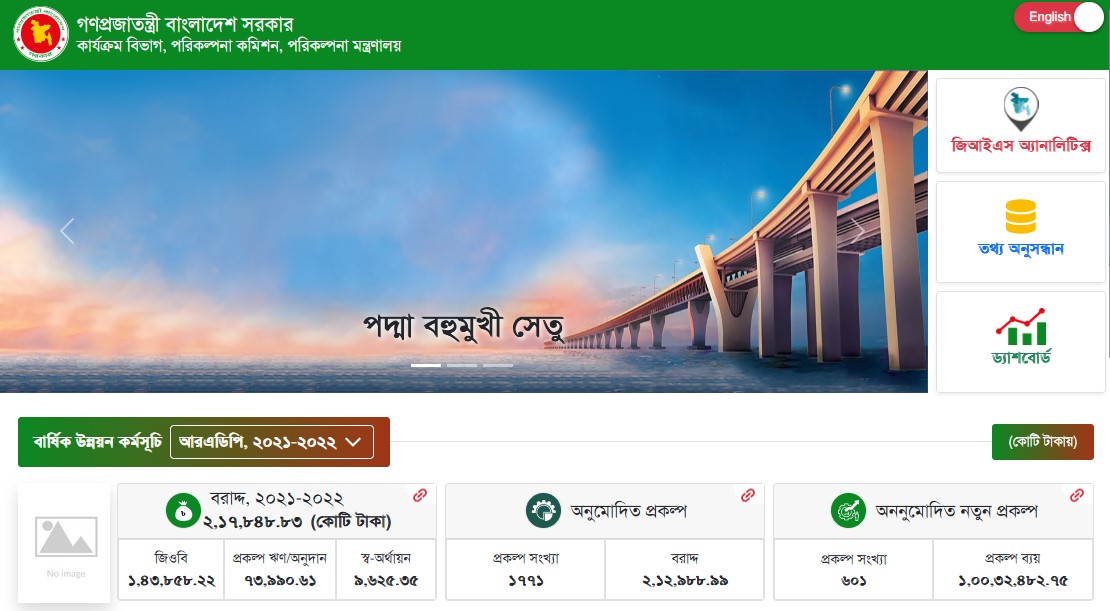 গণপ্রজাতন্ত্রী বাংলাদেশ সরকার
কার্যক্রম বিভাগ, পরিকল্পনা কমিশন, পরিকল্পনা মন্ত্রণালয়
English
জিআইএস অ্যানালিটিক্স
তথ্য অনুসন্ধান
ড্যাশবোর্ড
পদ্মা বহুমুখী সেতু
বার্ষিক উন্নয়ন কর্মসূচি আরএডিপি, ২০২১-২০২২
(কোটি টাকায়)
No Image
বরাদ্দ, ২০২১-২০২২
২,১৭,৮৪৮.৮৩ (কোটি টাকা)
জিওবি
১,৪৩,৮৫৮.২২
প্রকল্প ঋণ/অনুদান
৭৩,৯৯০.৬১
স্ব-অর্থায়ন
৯,৬২৫.৩৫
অনুমোদিত প্রকল্প
প্রকল্প সংখ্যা
১৭৭১
বরাদ্দ
২,১২,৯৮৮.৯৯
অননুমোদিত নতুন প্রকল্প
প্রকল্প সংখ্যা
৬০১
প্রকল্প ব্যয়
১,০০,৩২,৪৮২.৭৫